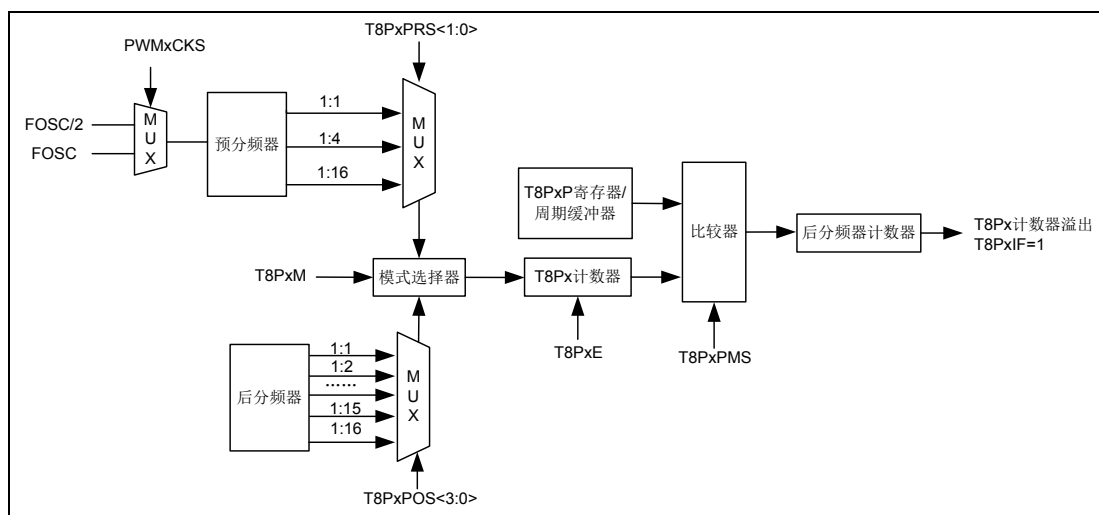 T8PxPRS<1:0>
PWMxCKS
FOSC/2
FOSC
MUX
预分频器
1:1
1:4
1:16
MUX
T8PxP寄存器/
周期缓冲器
比较器
后分频器计数器
T8Px计数器溢出
T8PxIF=1
T8PxM
模式选择器
T8Px计数器
T8PxE
T8PxPMS
后分频器
1:1
1:2
……
1:15
1:16
MUX
T8PxPOS<3:0>